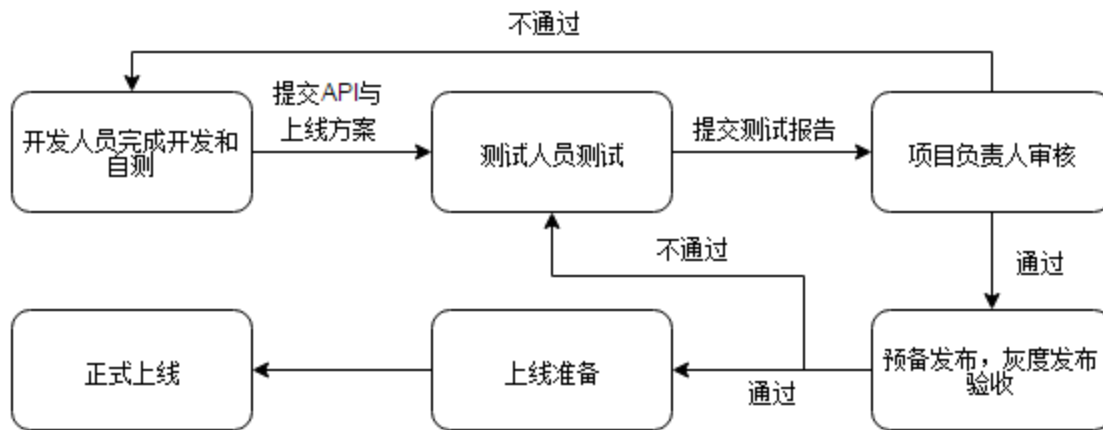 不通过
提交API与
上线方案
开发人员完成开发和
自测
测试人员测试
提交测试报告
项目负责人审核
不通过
通过
正式上线
上线准备
通过
预备发布，灰度发布
验收